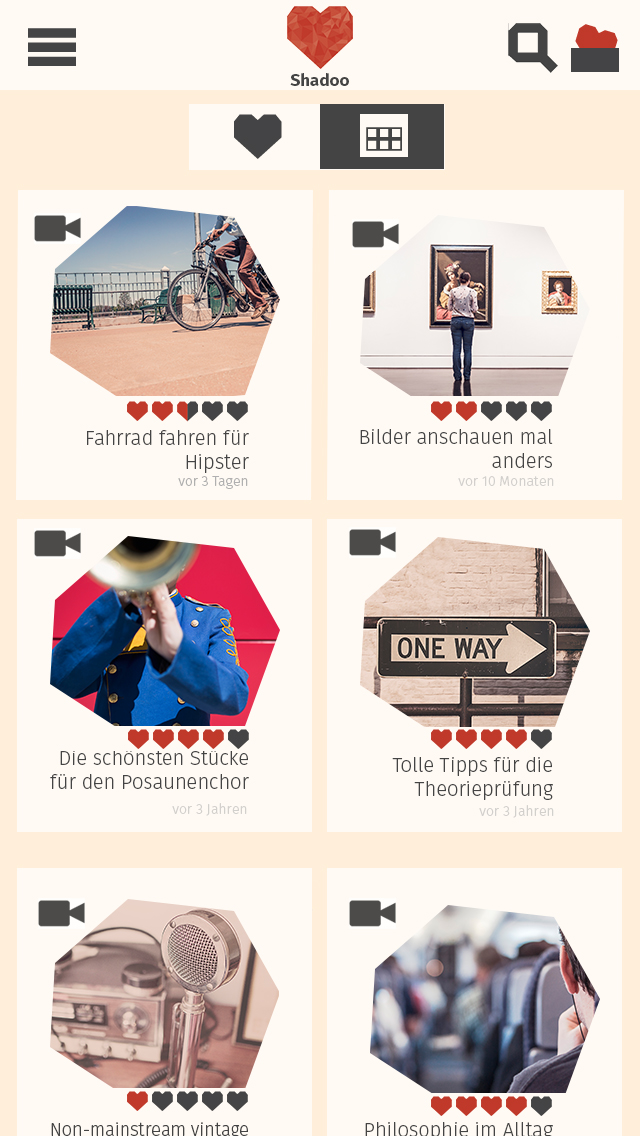 Shadoo
Fahrrad fahren für
Hipster
vor 3 Tagen
Bilder anschauen mal
anders
vor 10 Monaten
Die schönsten Stücke
für den Posaunenchor
vor 3 Jahren
ONE WAY
Tolle Tipps für die
Theorieprüfung
vor 3 Jahren
Non-mainstream vintage
Philosophie im Alltag